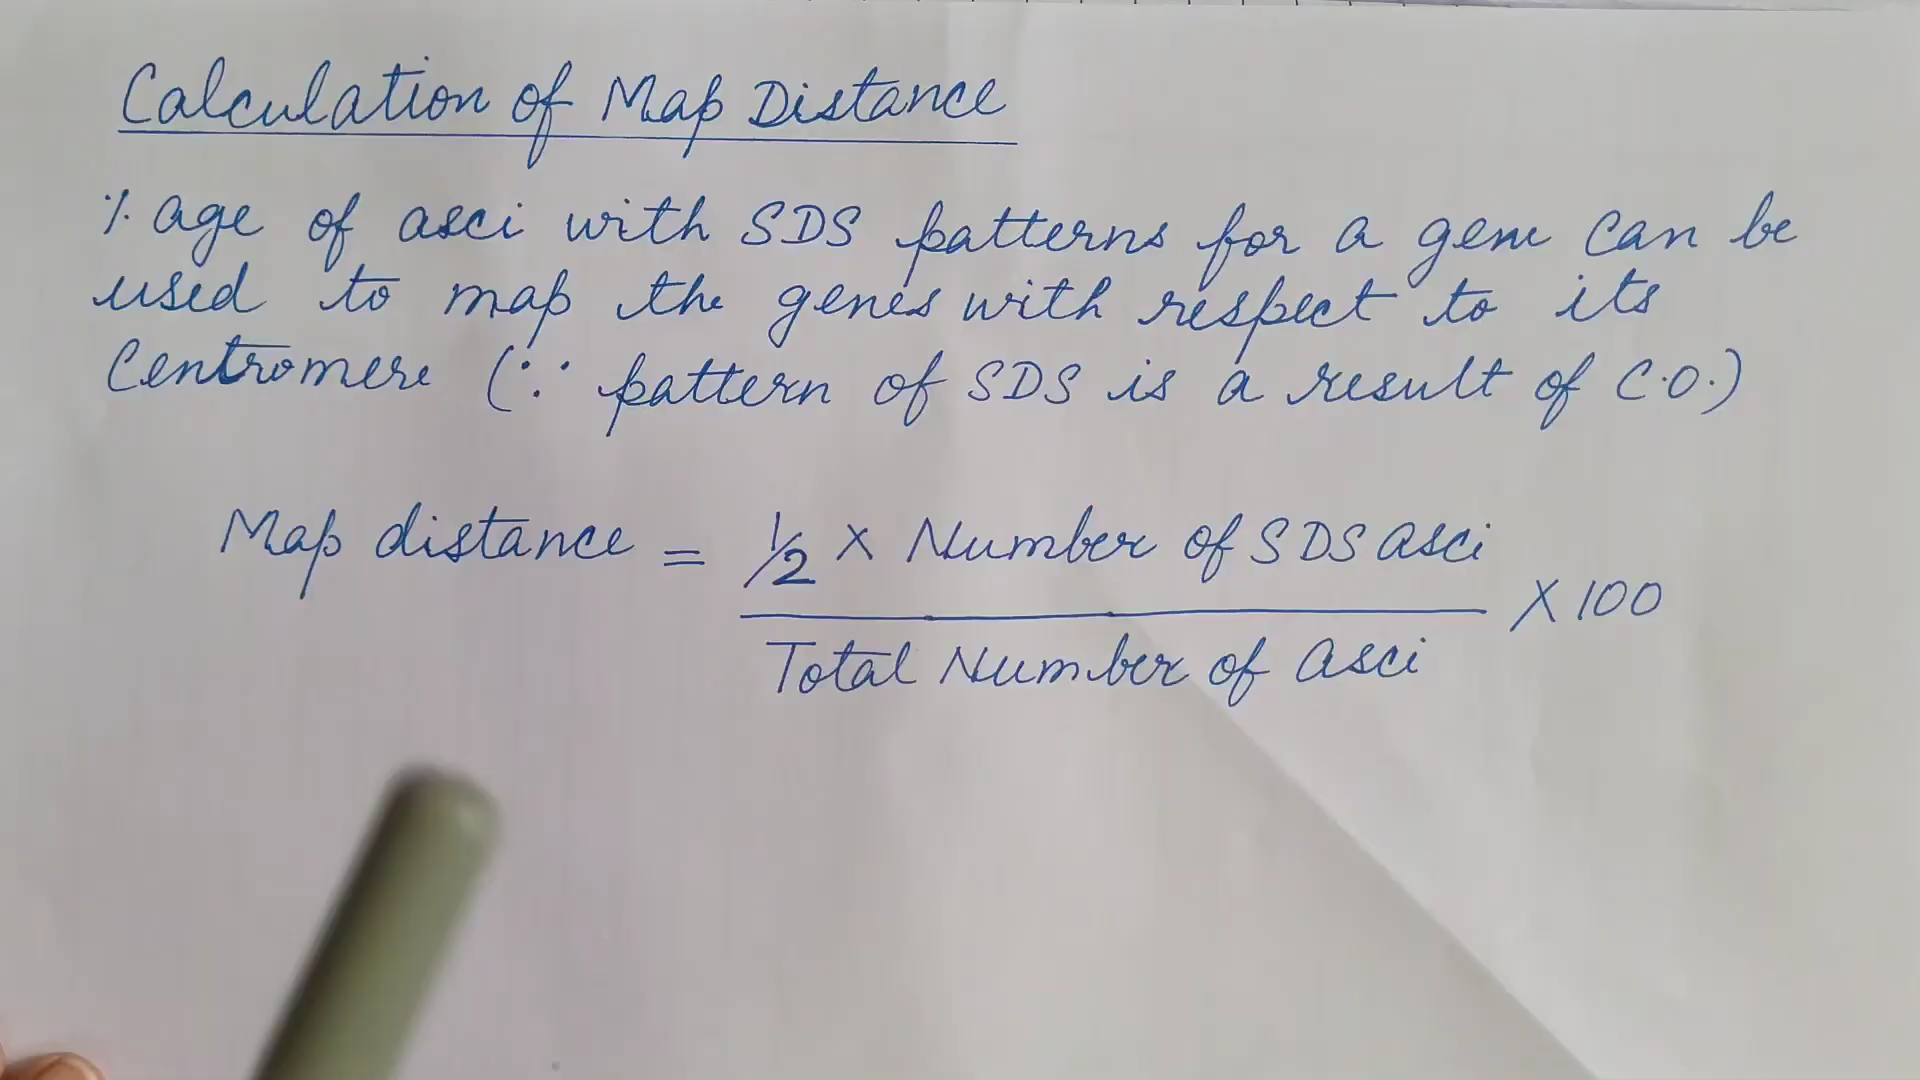 Calculation of Map Distance
% age of asci with SDS patterns for a gene can be
used to map the genes with respect to its
Centromere (∵ pattern of SDS is a result of C.O.)
Map distance = 1/2 × Number of SDS asci
× 100
Total Number of asci